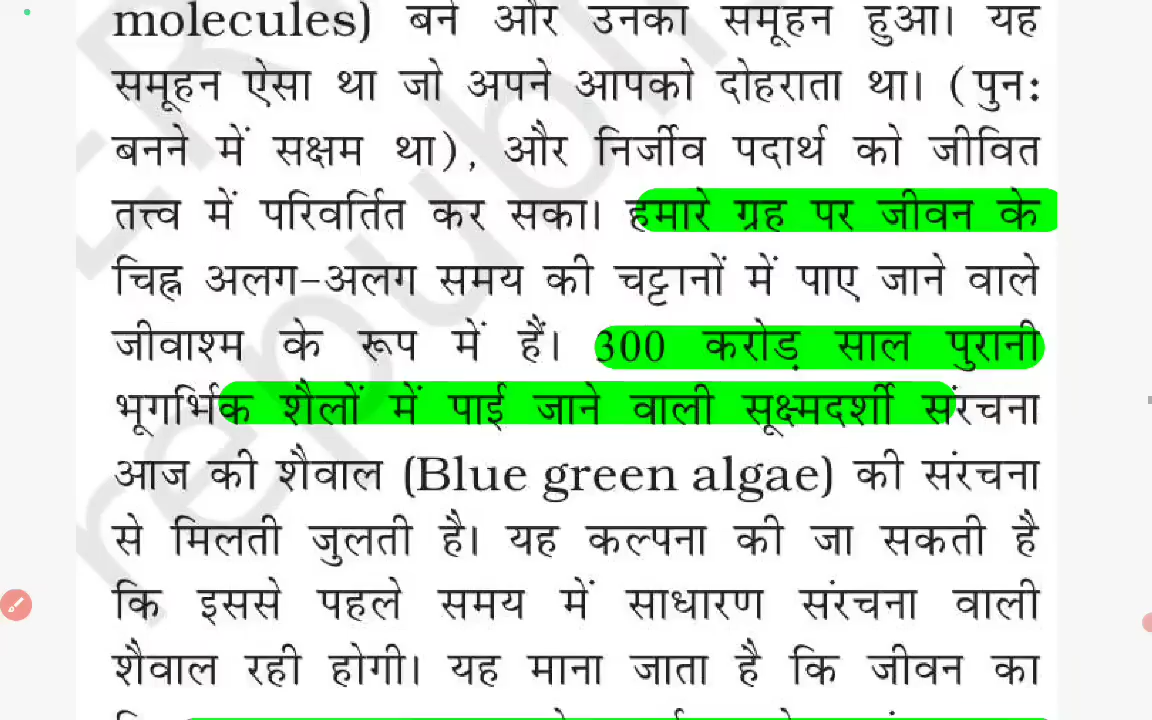 molecules) बने और उनका समूहन हुआ। यह
समूहन ऐसा था जो अपने आपको दोहराता था। (पुन:
बनने में सक्षम था), और निर्जीव पदार्थ को जीवित
तत्त्व में परिवर्तित कर सका। हमारे ग्रह पर जीवन के
चिह्न अलग-अलग समय की चट्टानों में पाए जाने वाले
जीवाश्म के रूप में हैं। 300 करोड़ साल पुरानी
भूगर्भिक शैलों में पाई जाने वाली सूक्ष्मदर्शी संरचना
आज की शैवाल (Blue green algae) की संरचना
से मिलती जुलती है। यह कल्पना की जा सकती है
कि इससे पहले समय में साधारण संरचना वाली
शैवाल रही होगी। यह माना जाता है कि जीवन का